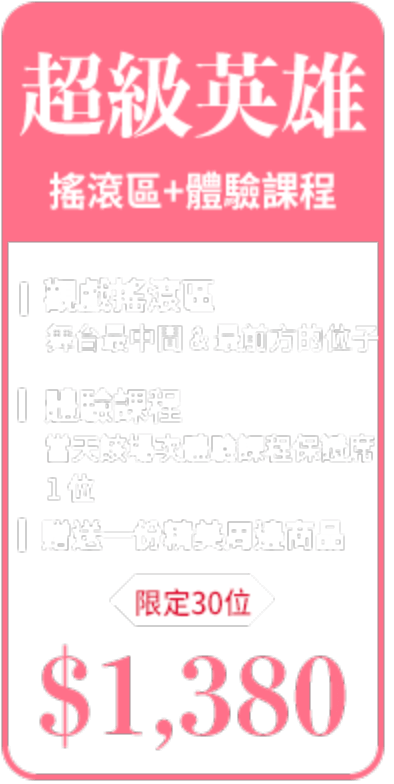 超級英雄
搖滾區+體驗課程
觀戲搖滾區
舞台最中間 & 最前方的位子
體驗課程
當天該場次體驗課程保證席
1 位
贈送一份精美周邊商品
限定30位
$1,380